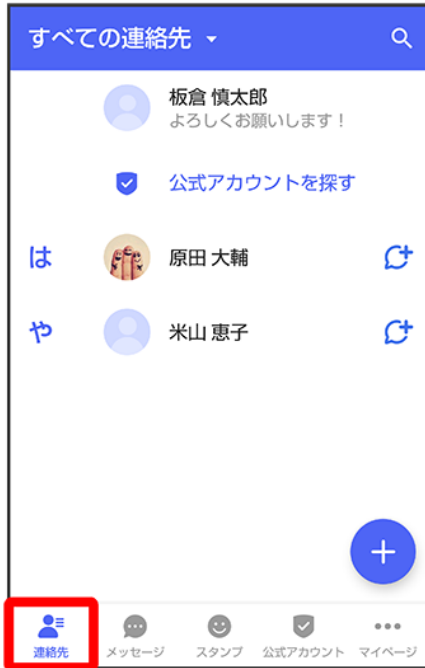 すべての連絡先
板倉 慎太郎
よろしくお願いします！
公式アカウントを探す
は
原田 大輔
や
米山 恵子
連絡先
メッセージ
スタンプ
公式アカウント
マイページ